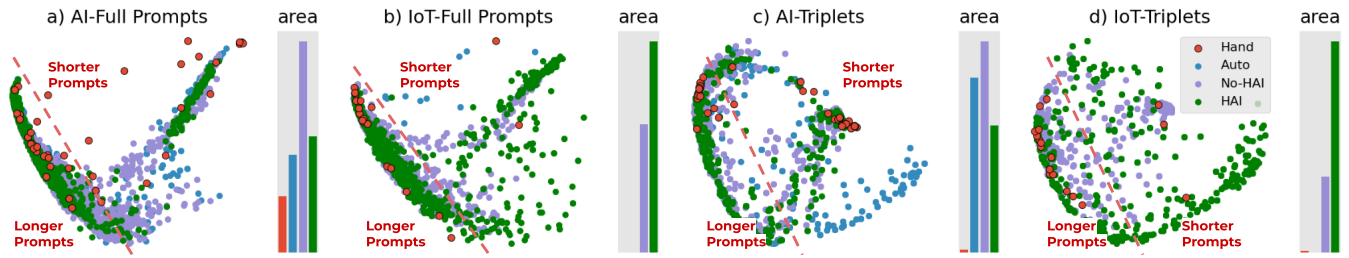 a) AI-Full Prompts
area
b) IoT-Full Prompts
area
c) AI-Triplets
area
d) IoT-Triplets
area
Shorter
Prompts
Longer
Prompts
Shorter
Prompts
Longer
Prompts
Shorter
Prompts
Longer
Prompts
Hand
Auto
No-HAI
HAI
Longer
Prompts
Shorter
Prompts